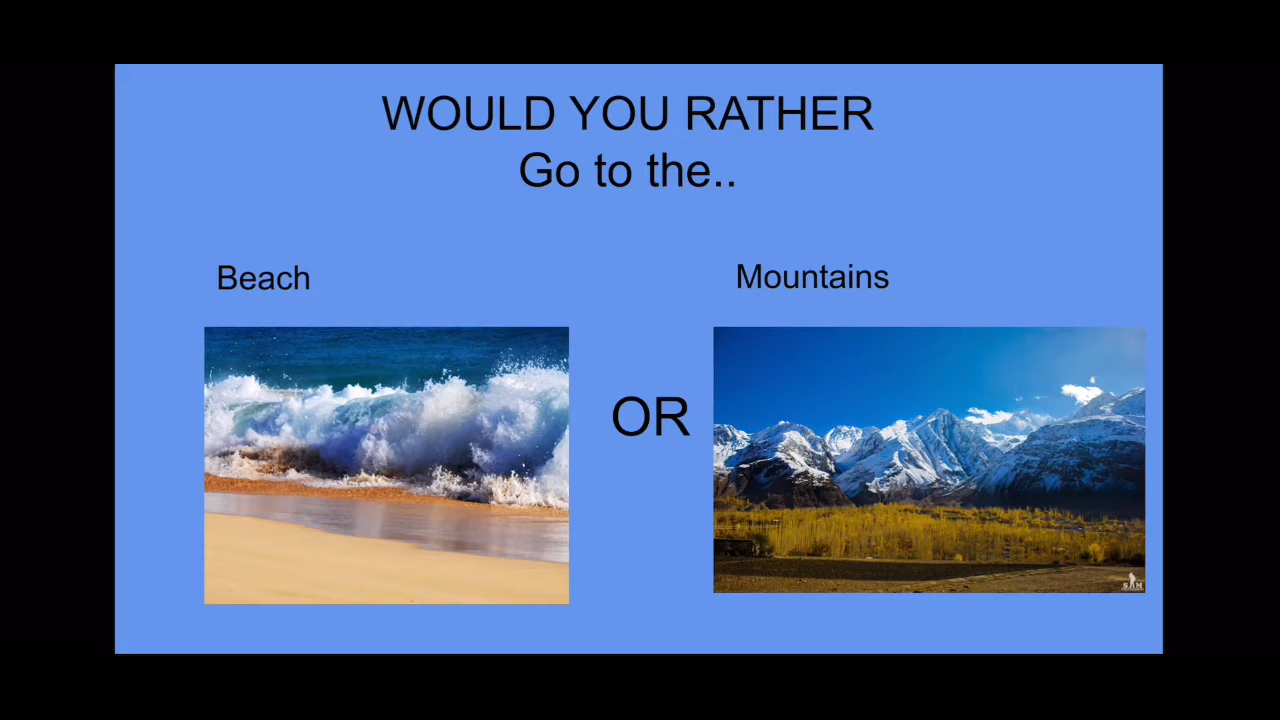 WOULD YOU RATHER
Go to the..
Beach
Mountains
OR